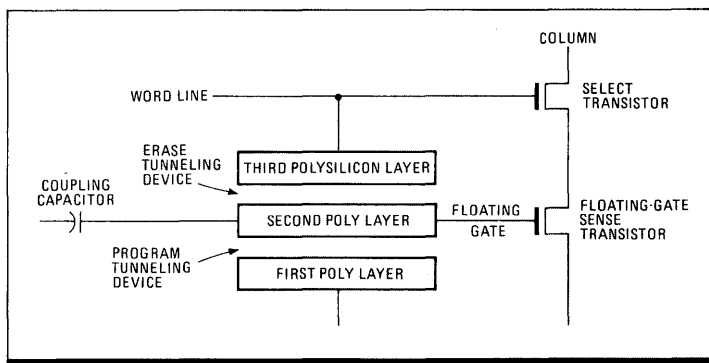 COLUMN
WORD LINE
SELECT
TRANSISTOR
ERASE
TUNNELING
DEVICE
THIRD POLYSILICON LAYER
COUPLING
CAPACITOR
SECOND POLY LAYER
FLOATING
GATE
FLOATING-GATE
SENSE
TRANSISTOR
PROGRAM
TUNNELING
DEVICE
FIRST POLY LAYER